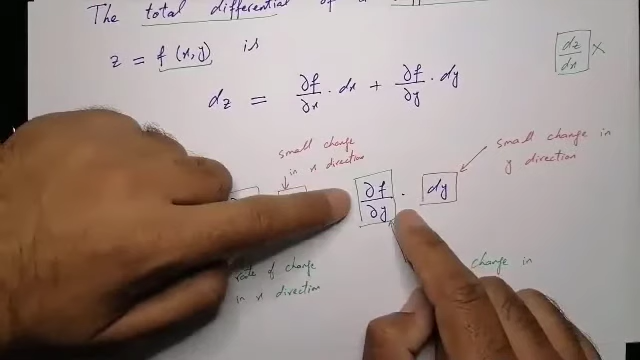 The total differential of a
z = f (x, y) is
dz/dx ×
dz = ∂f/∂x . dx + ∂f/∂y . dy
small change
in x direction
small change in
y direction
∂f/∂y . dy
rate of change
in x direction
change in